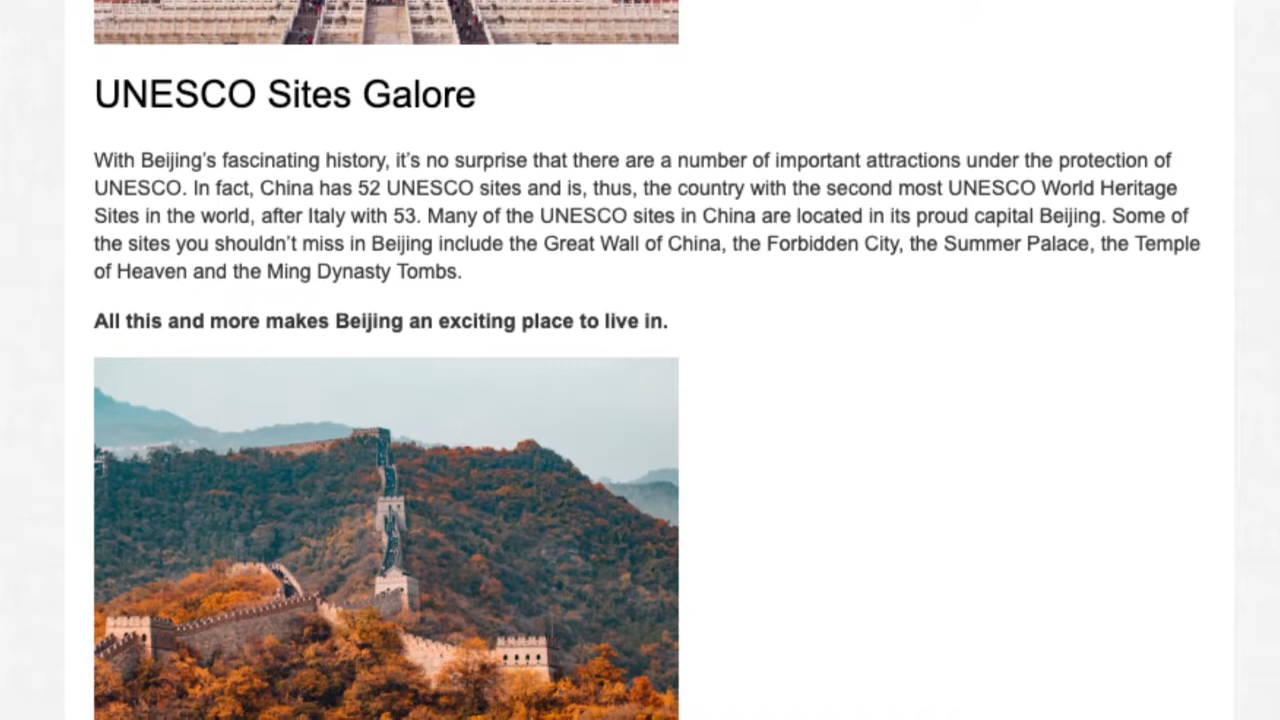 UNESCO Sites Galore
With Beijing’s fascinating history, it’s no surprise that there are a number of important attractions under the protection of
UNESCO. In fact, China has 52 UNESCO sites and is, thus, the country with the second most UNESCO World Heritage
Sites in the world, after Italy with 53. Many of the UNESCO sites in China are located in its proud capital Beijing. Some of
the sites you shouldn’t miss in Beijing include the Great Wall of China, the Forbidden City, the Summer Palace, the Temple
of Heaven and the Ming Dynasty Tombs.
All this and more makes Beijing an exciting place to live in.